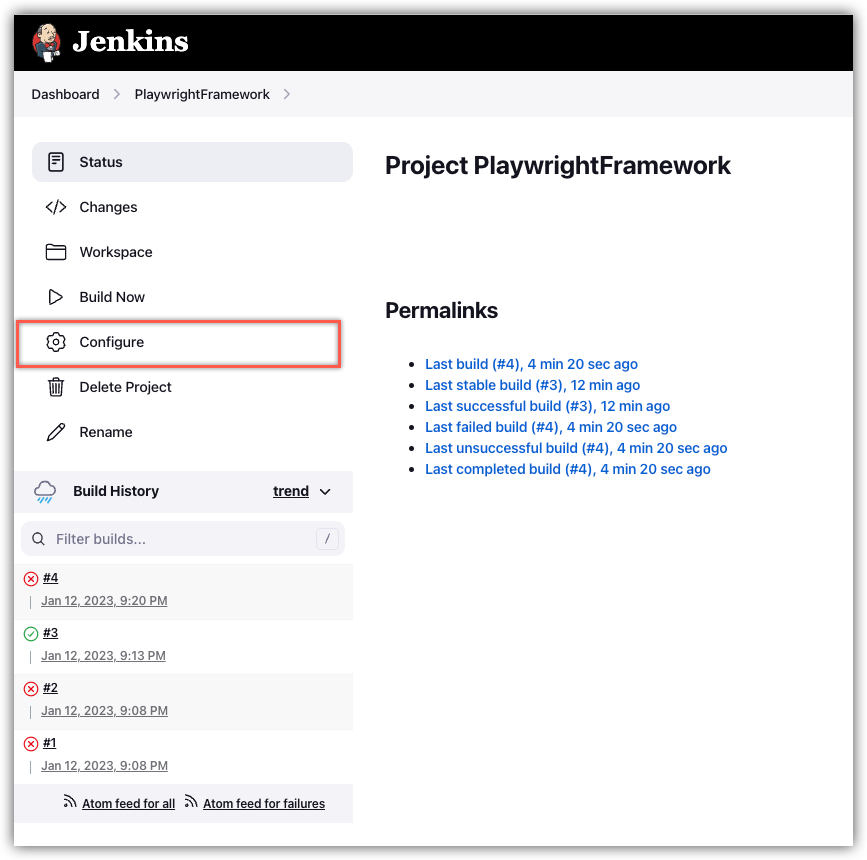 Jenkins
Dashboard > PlaywrightFramework >
Status
Changes
Workspace
Build Now
Configure
Delete Project
Rename
Build History trend
Filter builds... /
#4
Jan 12, 2023, 9:20 PM
#3
Jan 12, 2023, 9:13 PM
#2
Jan 12, 2023, 9:08 PM
#1
Jan 12, 2023, 9:08 PM
Atom feed for all Atom feed for failures
Project PlaywrightFramework
Permalinks
Last build (#4), 4 min 20 sec ago
Last stable build (#3), 12 min ago
Last successful build (#3), 12 min ago
Last failed build (#4), 4 min 20 sec ago
Last unsuccessful build (#4), 4 min 20 sec ago
Last completed build (#4), 4 min 20 sec ago